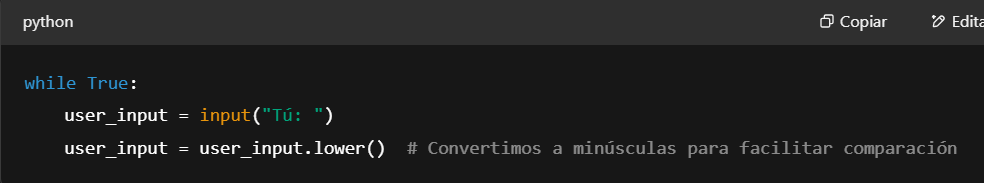 python
Copiar
Edita
while True:
    user_input = input("Tú: ")
    user_input = user_input.lower()  # Convertimos a minúsculas para facilitar comparación